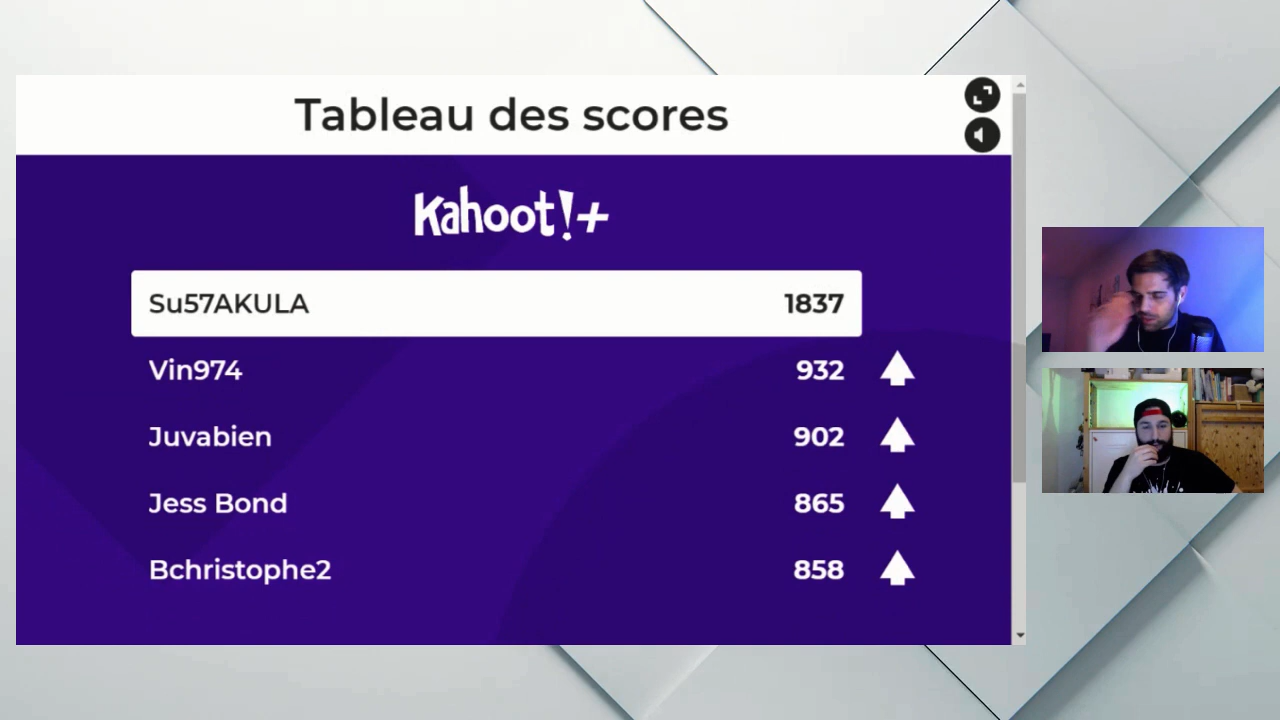 Tableau des scores
Kahoot!+
Su57AKULA 1837
Vin974 932
Juvabien 902
Jess Bond 865
Bchristophe2 858